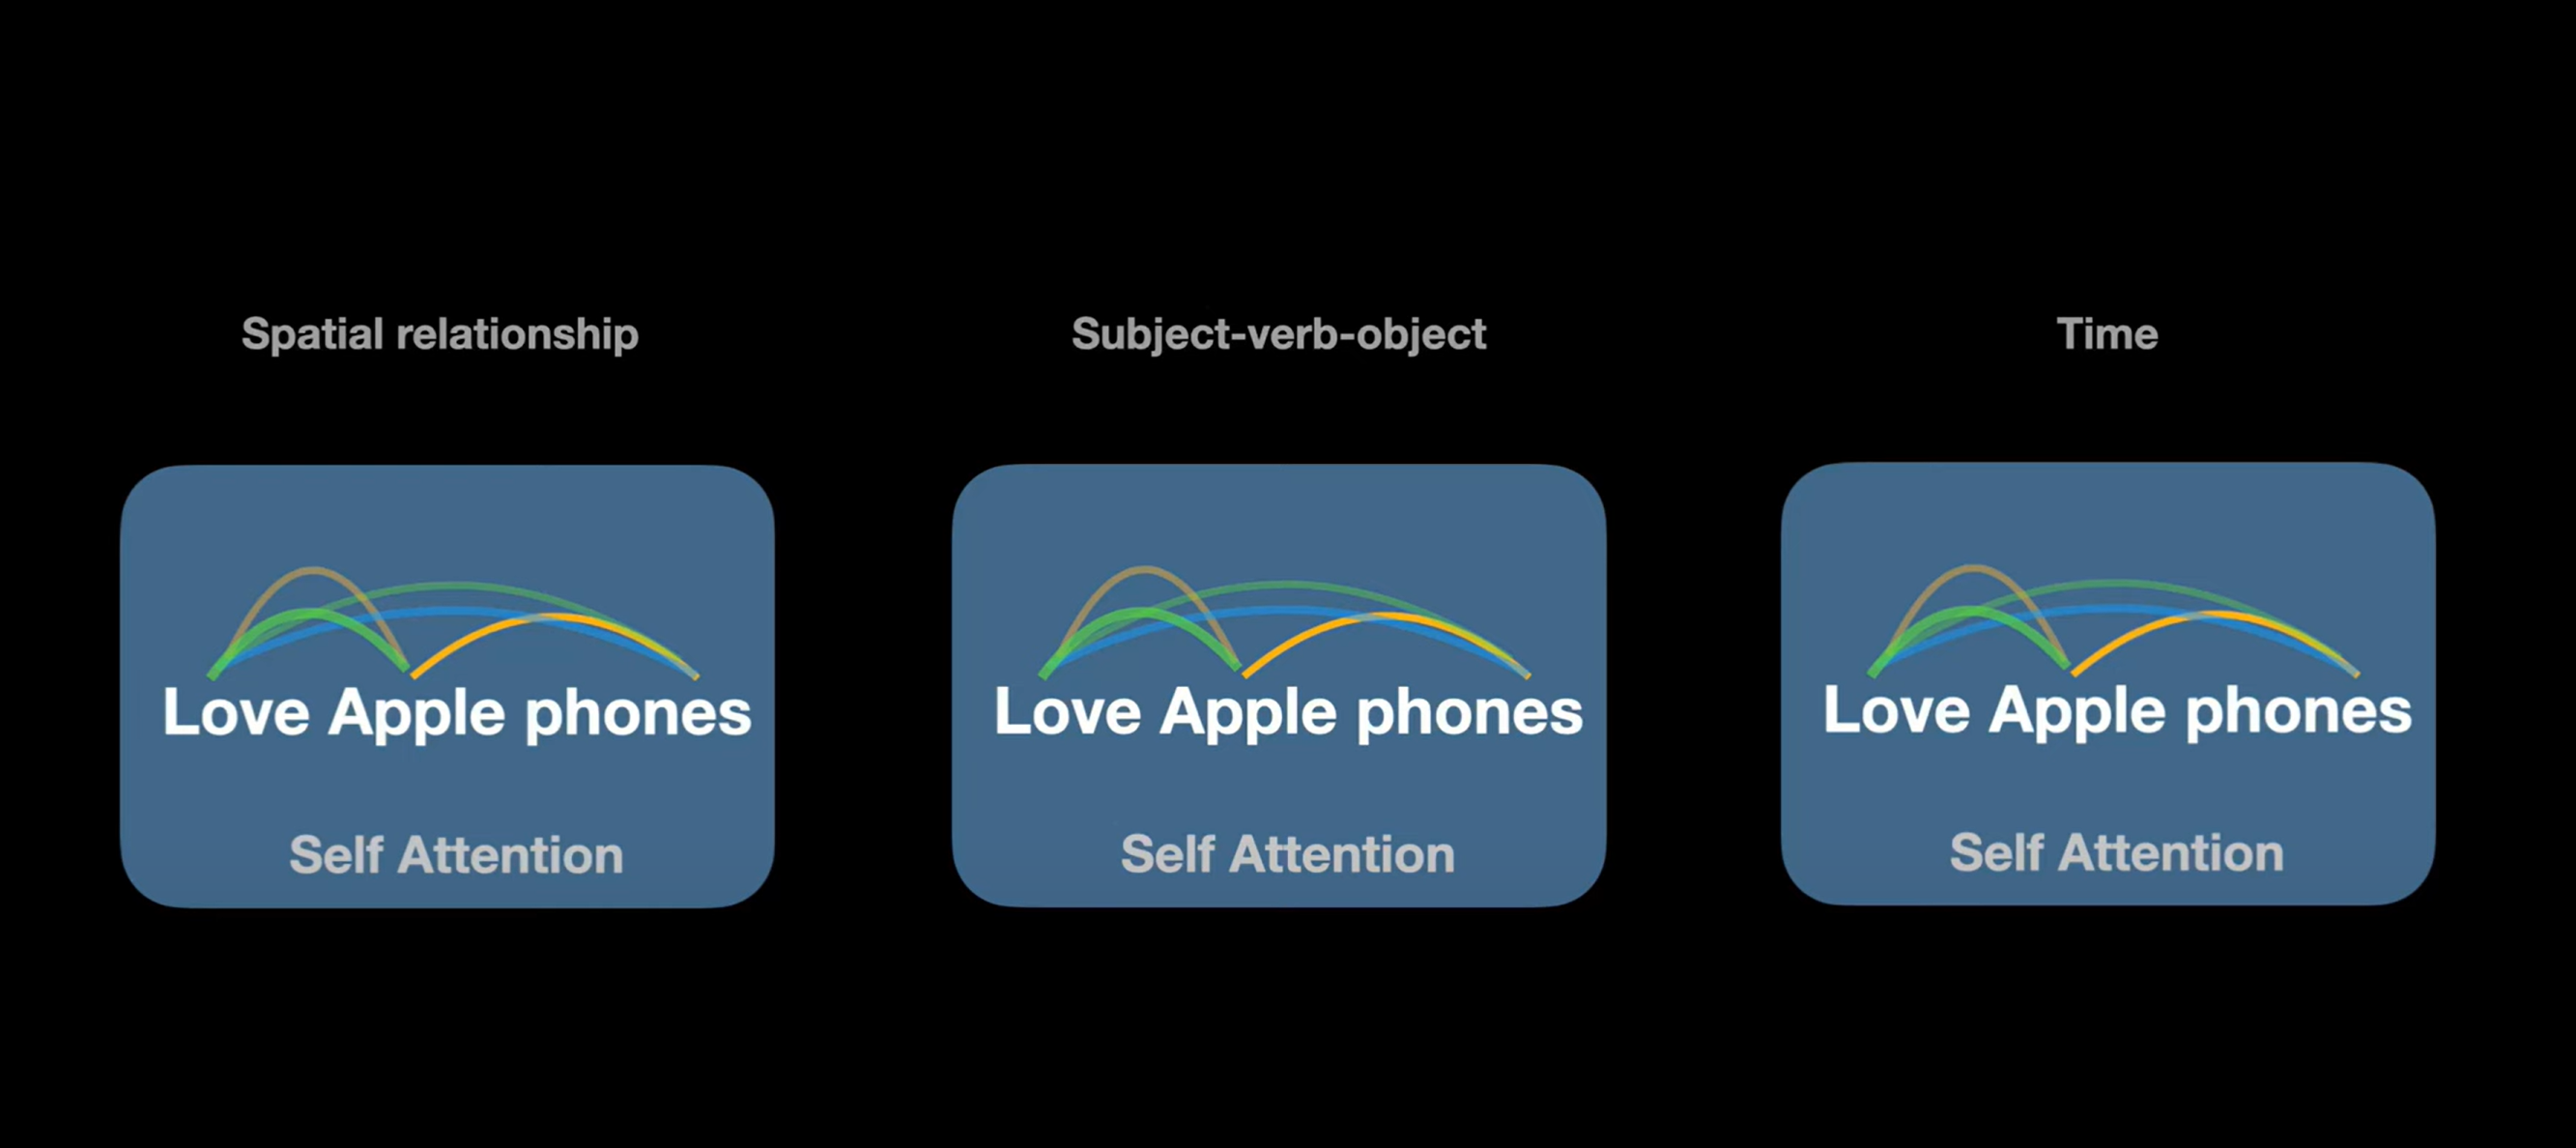 Spatial relationship
Subject-verb-object
Time
Love Apple phones
Love Apple phones
Love Apple phones
Self Attention
Self Attention
Self Attention